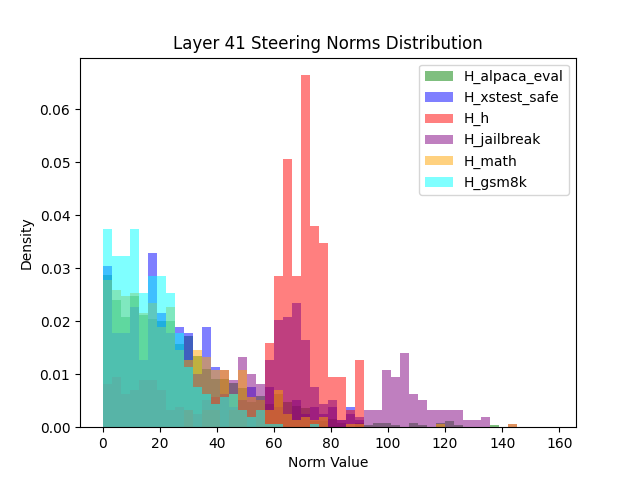 Layer 41 Steering Norms Distribution
H_alpaca_eval
H_xstest_safe
H_h
H_jailbreak
H_math
H_gsm8k
Density
0.06
0.05
0.04
0.03
0.02
0.01
0.00
0 20 40 60 80 100 120 140 160
Norm Value